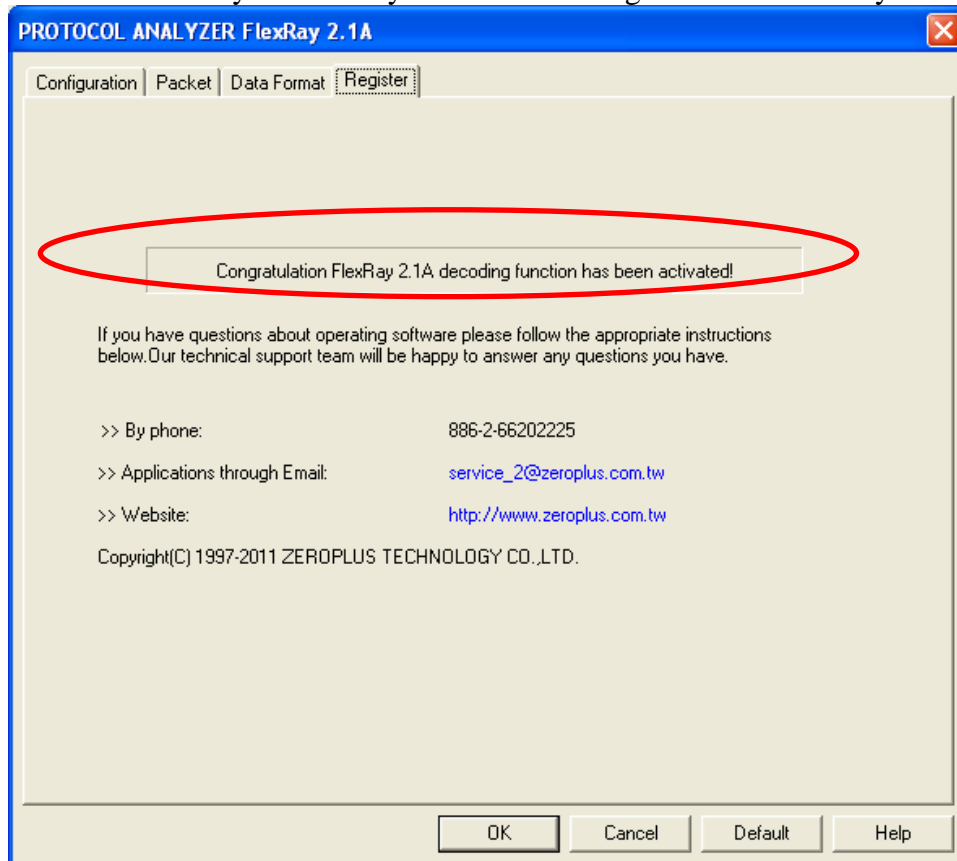 PROTOCOL ANALYZER FlexRay 2.1A
Configuration Packet Data Format Register
Congratulation FlexRay 2.1A decoding function has been activated!
If you have questions about operating software please follow the appropriate instructions
below.Our technical support team will be happy to answer any questions you have.
>> By phone: 886-2-66202225
>> Applications through Email: service_2@zeroplus.com.tw
>> Website: http://www.zeroplus.com.tw
Copyright(C) 1997-2011 ZEROPLUS TECHNOLOGY CO.,LTD.
OK Cancel Default Help